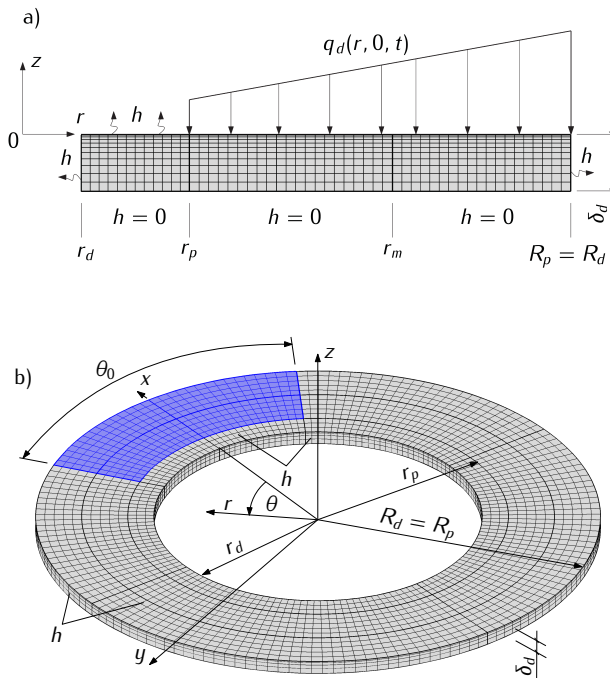 a)
q_d(r, 0, t)
z
r
h
0
h
h
δ_d
h = 0
h = 0
h = 0
r_d
r_p
r_m
R_p = R_d
b)
θ_0
x
z
h
r_p
r
θ
R_d = R_p
r_d
h
y
δ_d